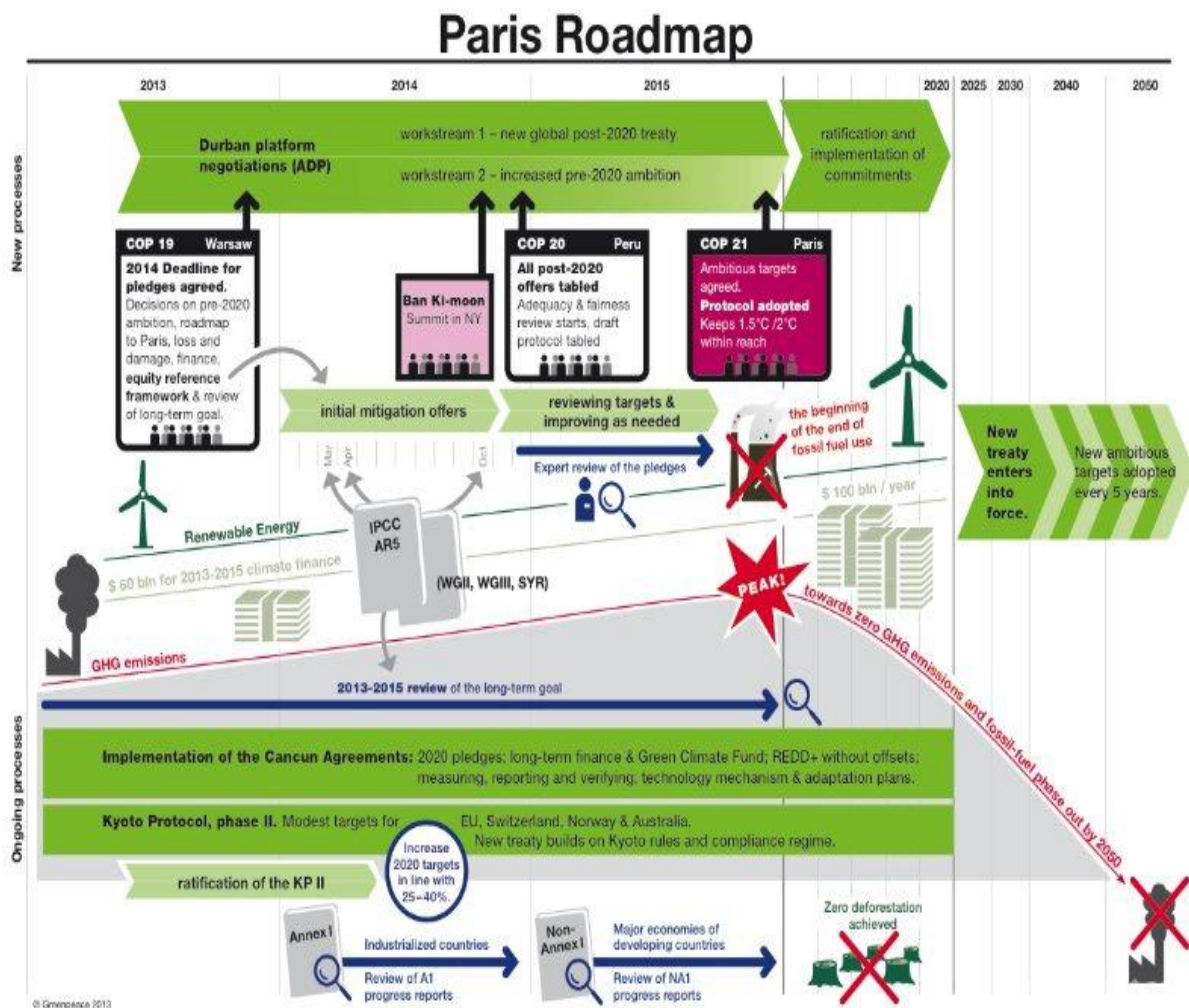 Paris Roadmap
2013
2014
2015
2020
2025
2030
2040
2050
New processes
Durban platform
negotiations (ADP)
workstream 1 – new global post-2020 treaty
workstream 2 – increased pre-2020 ambition
ratification and
implementation of
commitments
COP 19 Warsaw
2014 Deadline for
pledges agreed.
Decisions on pre-2020
ambition, roadmap
to Paris, loss and
damage, finance,
equity reference
framework & review
of long-term goal.
Ban Ki-moon
Summit in NY
COP 20 Peru
All post-2020
offers tabled
Adequacy & fairness
review starts, draft
protocol tabled
COP 21 Paris
Ambitious targets
agreed.
Protocol adopted
Keeps 1.5°C /2°C
within reach
initial mitigation offers
reviewing targets &
improving as needed
Mar
Apr
Oct
Expert review of the pledges
the beginning
of the end of
fossil fuel use
New
treaty
enters
into
force.
New ambitious
targets adopted
every 5 years.
Renewable Energy
$ 60 bln for 2013-2015 climate finance
$ 100 bln / year
IPCC
AR5
(WGII, WGIII, SYR)
PEAK!
GHG emissions
towards zero GHG emissions and fossil-fuel phase out by 2050
2013-2015 review of the long-term goal
Ongoing processes
Implementation of the Cancun Agreements: 2020 pledges; long-term finance & Green Climate Fund; REDD+ without offsets;
measuring, reporting and verifying; technology mechanism & adaptation plans.
Kyoto Protocol, phase II. Modest targets for EU, Switzerland, Norway & Australia.
New treaty builds on Kyoto rules and compliance regime.
Increase
2020 targets
in line with
25–40%.
ratification of the KP II
Annex I
Industrialized countries
Review of A1
progress reports
Non-
Annex I
Major economies of
developing countries
Review of NA1
progress reports
Zero deforestation
achieved
© Greenpeace 2013